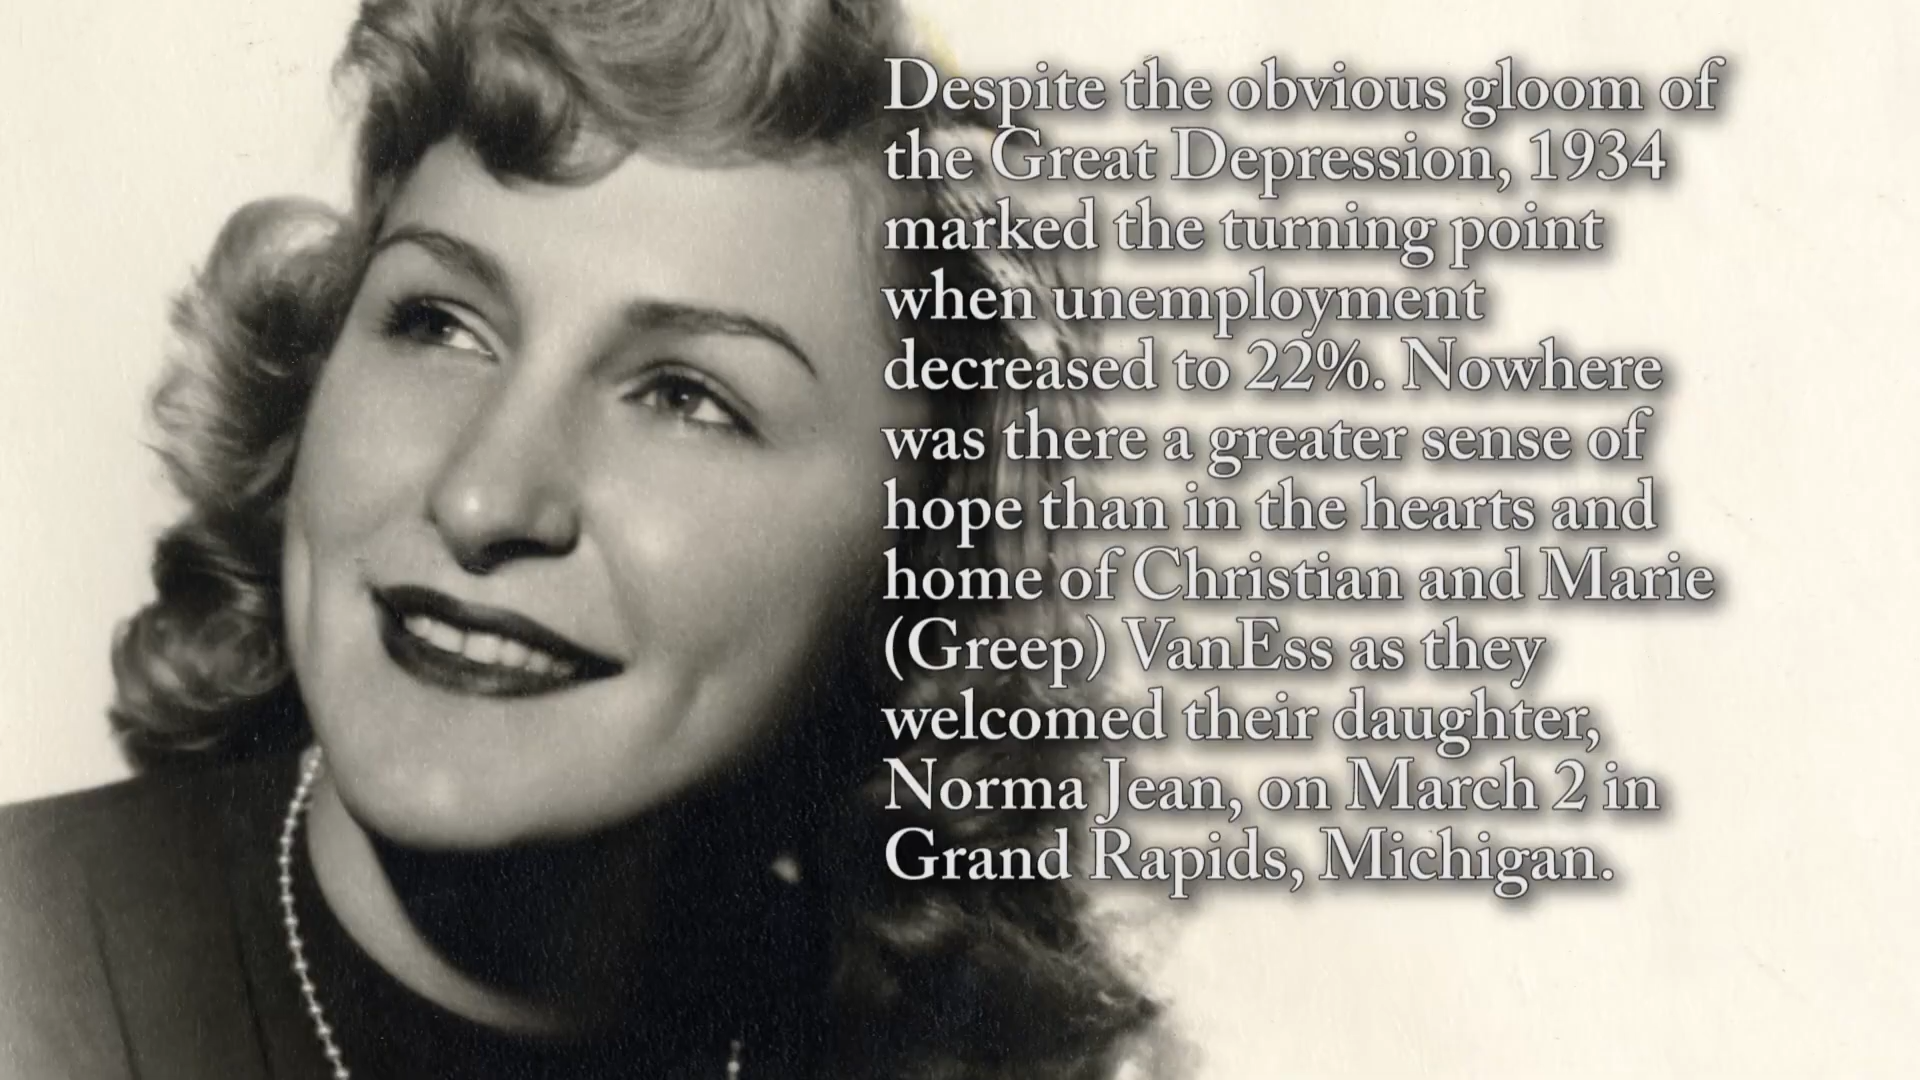 Despite the obvious gloom of
the Great Depression, 1934
marked the turning point
when unemployment
decreased to 22%. Nowhere
was there a greater sense of
hope than in the hearts and
home of Christian and Marie
(Greep) VanEss as they
welcomed their daughter,
Norma Jean, on March 2 in
Grand Rapids, Michigan.